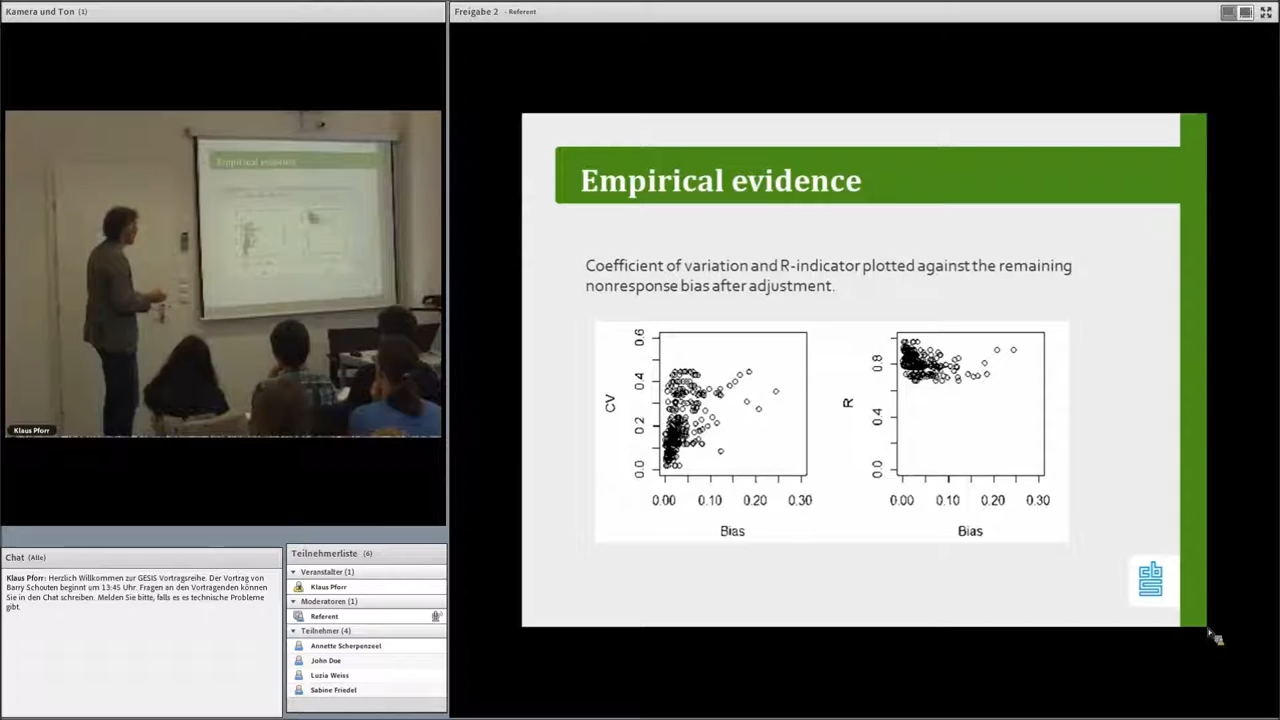 Kamera und Ton (1)
Empirical evidence
Klaus Pforr
Chat (Alle)
Klaus Pforr: Herzlich Willkommen zur GESIS Vortragsreihe. Der Vortrag von
Barry Schouten beginnt um 13:45 Uhr. Fragen an den Vortragenden können
Sie in den Chat schreiben. Melden Sie bitte, falls es es technische Probleme
gibt.
Teilnehmerliste (6)
Veranstalter (1)
Klaus Pforr
Moderatoren (1)
Referent
Teilnehmer (4)
Annette Scherpenzeel
John Doe
Luzia Weiss
Sabine Friedel
Freigabe 2 - Referent
Empirical evidence
Coefficient of variation and R-indicator plotted against the remaining
nonresponse bias after adjustment.
CV
0.6
0.4
0.2
0.0
0.00 0.10 0.20 0.30
Bias
R
0.8
0.4
0.0
0.00 0.10 0.20 0.30
Bias
cbs